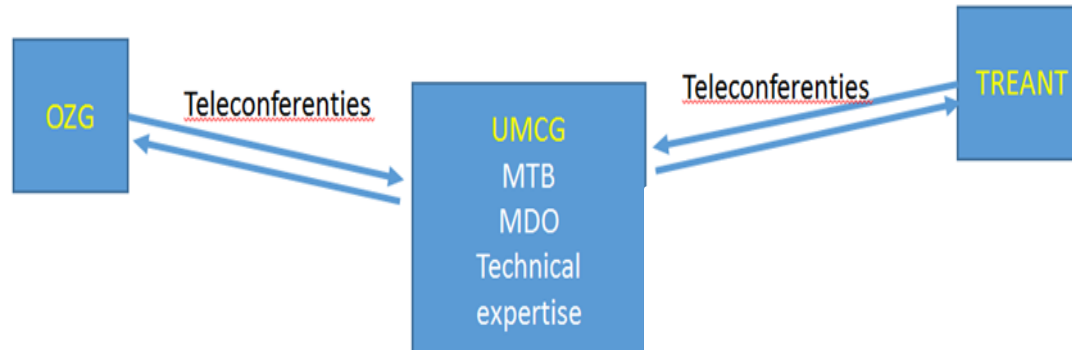 OZG
Teleconferenties
UMCG
MTB
MDO
Technical
expertise
Teleconferenties
TREANT